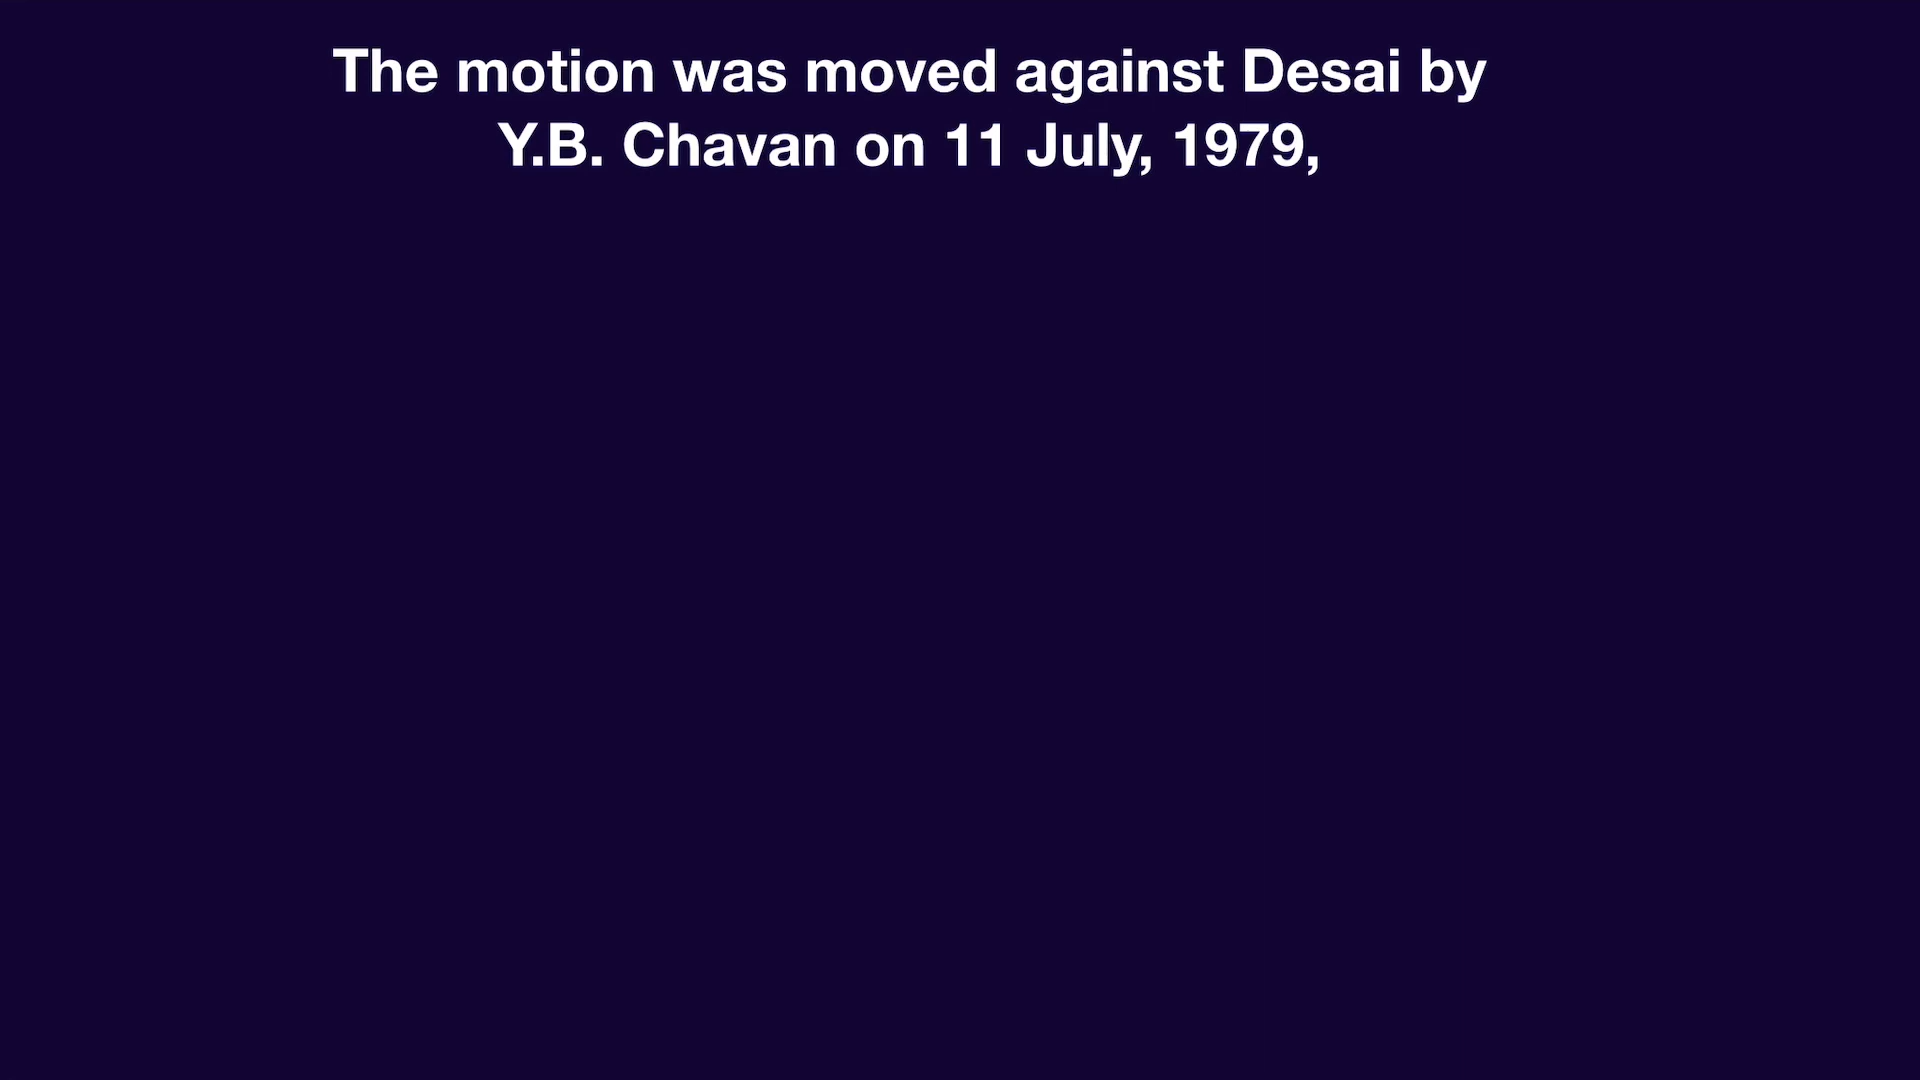 The motion was moved against Desai by
Y.B. Chavan on 11 July, 1979,